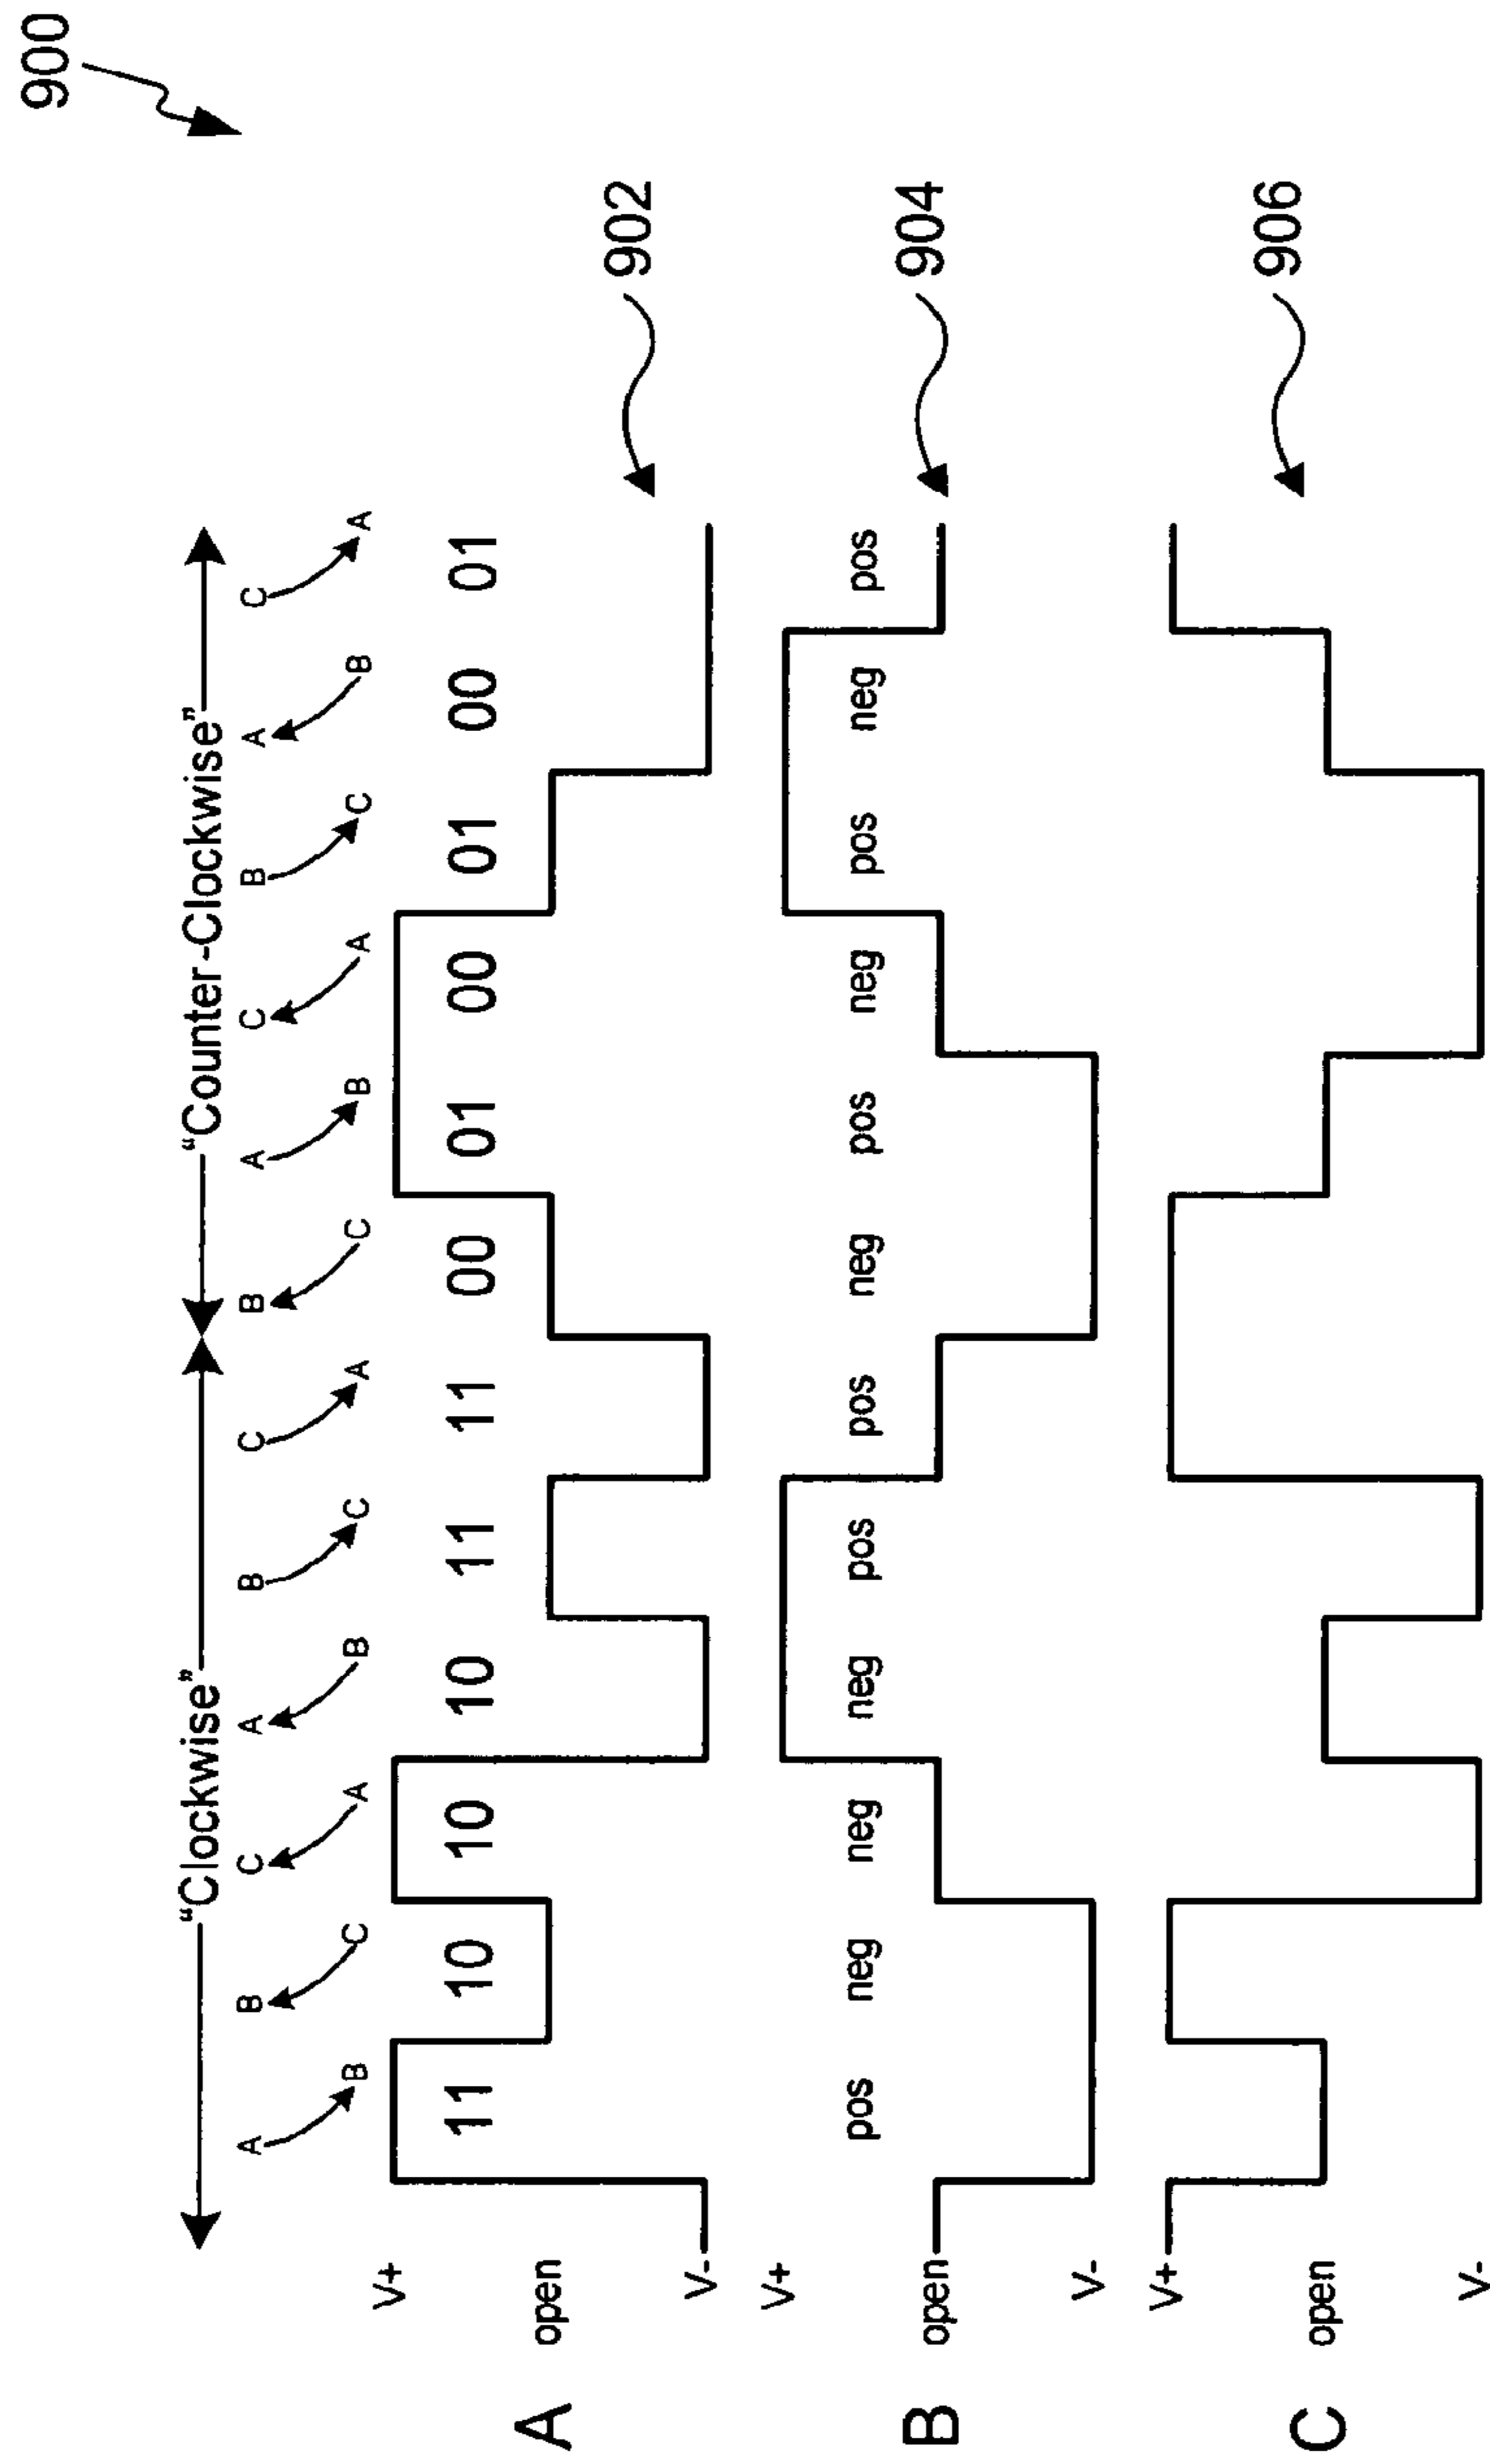 900
“Clockwise” “Counter-Clockwise”
A B C A B C B A C B A C
B C A B C A C B A C B A
V+
11 10 10 10 11 11 00 01 00 01 00 01
A open
902
V-
V+
pos neg neg neg pos pos neg pos neg pos neg pos
B open
904
V-
V+
906
C open
V-